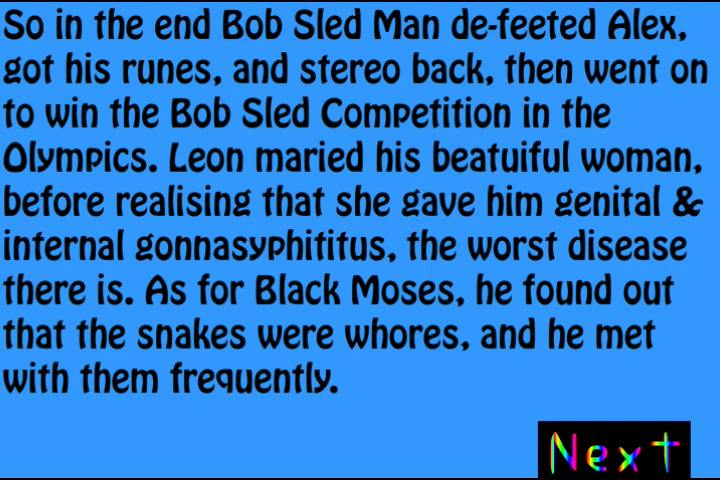 So in the end Bob Sled Man de-feeted Alex,
got his runes, and stereo back, then went on
to win the Bob Sled Competition in the
Olympics. Leon maried his beatuiful woman,
before realising that she gave him genital &
internal gonnasyphititus, the worst disease
there is. As for Black Moses, he found out
that the snakes were whores, and he met
with them frequently.
Next